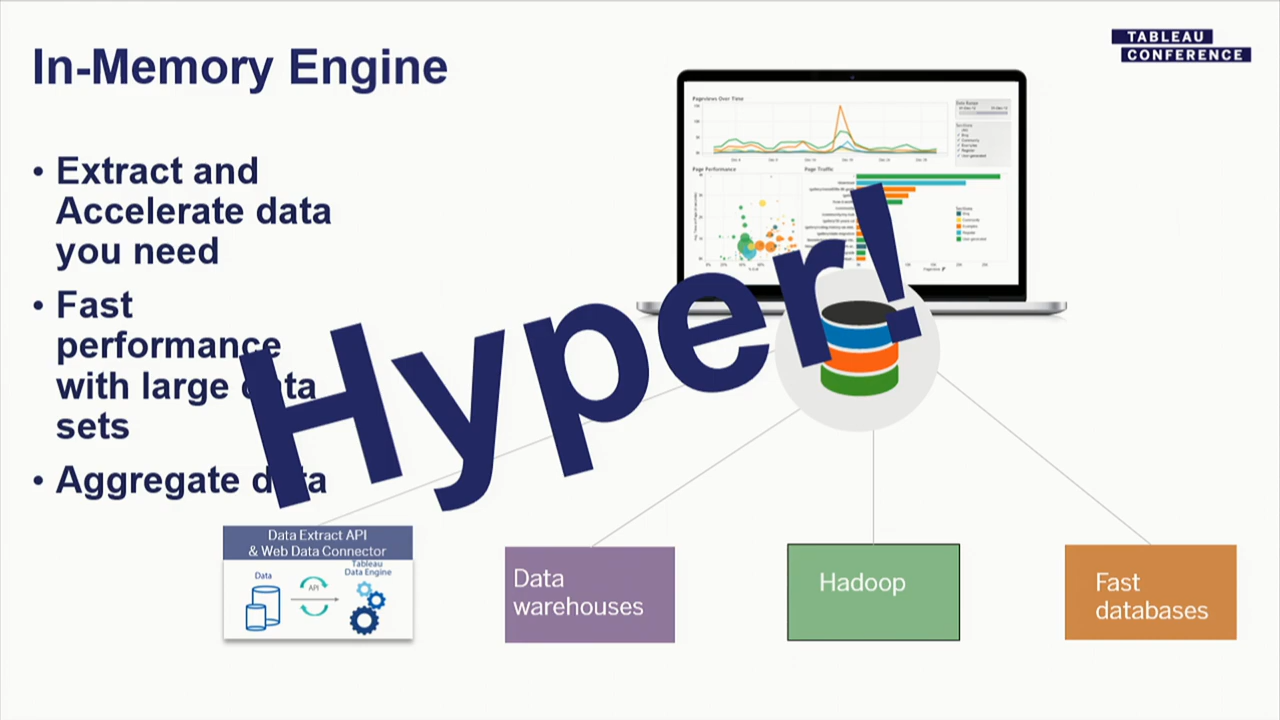 In-Memory Engine
TABLEAU
CONFERENCE
• Extract and
Accelerate data
you need
• Fast
performance
with large data
sets
• Aggregate data
Hyper!
Pageviews Over Time
Page Performance
Page Traffic
Data Extract API
& Web Data Connector
Data
API
Tableau
Data Engine
Data
warehouses
Hadoop
Fast
databases